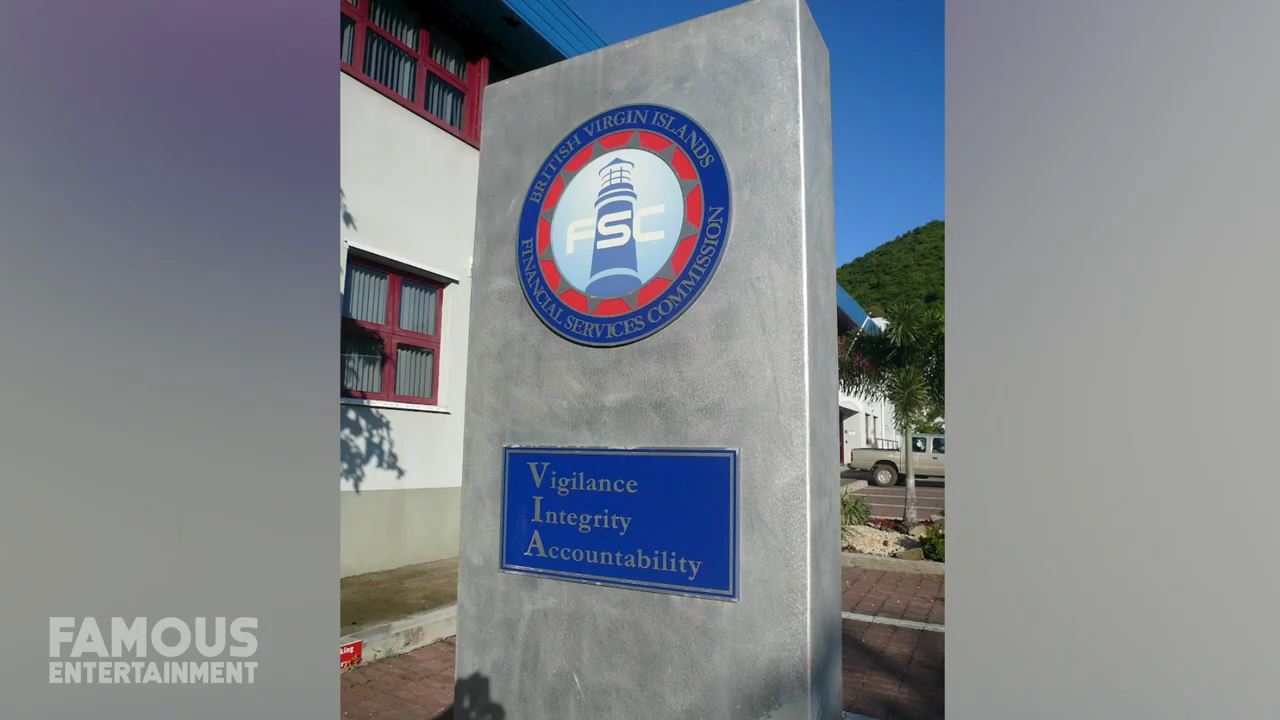 BRITISH VIRGIN ISLANDS
FSC
FINANCIAL SERVICES COMMISSION
Vigilance
Integrity
Accountability
FAMOUS
ENTERTAINMENT